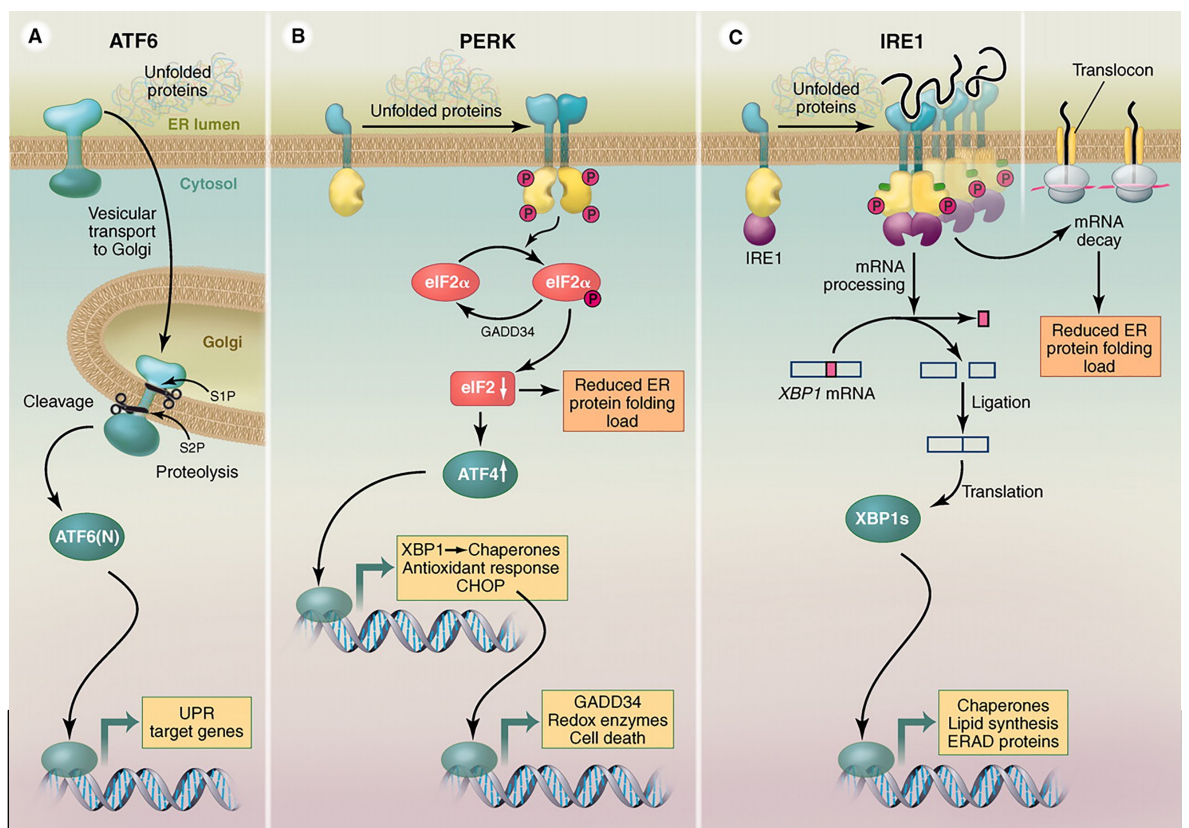 A
ATF6
Unfolded
proteins
ER lumen
Cytosol
Vesicular
transport
to Golgi
Golgi
S1P
Cleavage
S2P
Proteolysis
ATF6(N)
UPR
target genes
B
PERK
Unfolded proteins
P
P
P
P
eIF2α
eIF2α
P
GADD34
eIF2↓
Reduced ER
protein folding
load
ATF4↑
XBP1→Chaperones
Antioxidant response
CHOP
GADD34
Redox enzymes
Cell death
C
IRE1
Unfolded
proteins
Translocon
P
P
P
P
IRE1
mRNA
decay
mRNA
processing
Reduced ER
protein folding
load
XBP1 mRNA
Ligation
Translation
XBP1s
Chaperones
Lipid synthesis
ERAD proteins